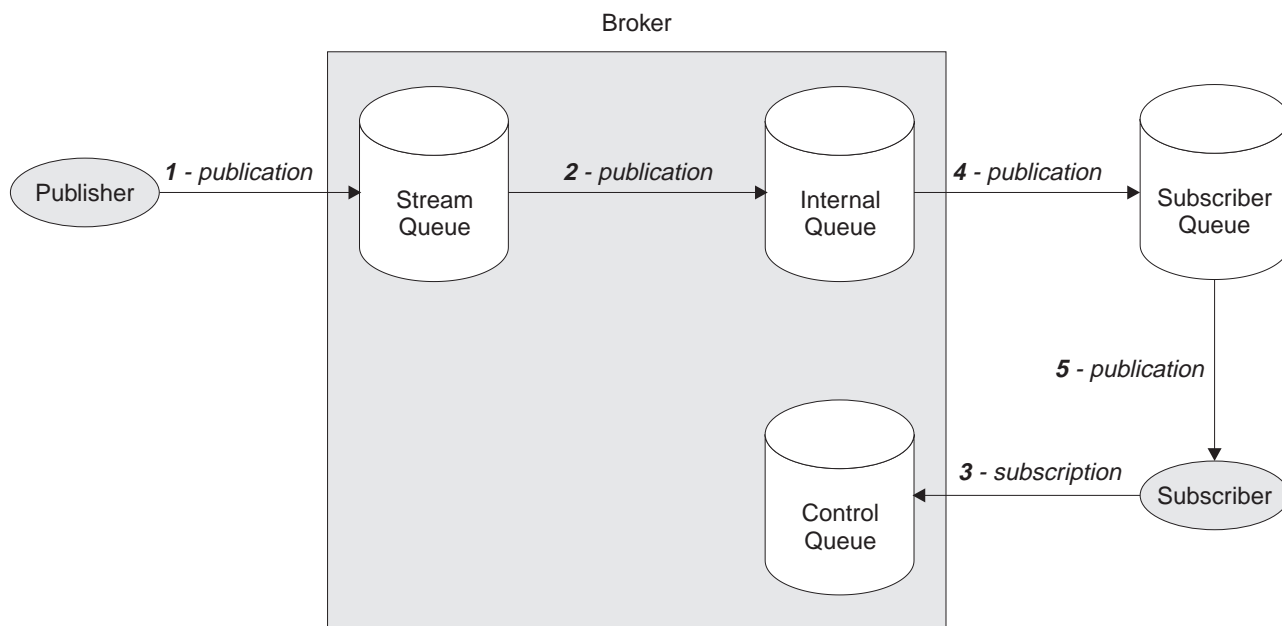 Broker
Publisher
1 - publication
Stream
Queue
2 - publication
Internal
Queue
4 - publication
Subscriber
Queue
5 - publication
Control
Queue
3 - subscription
Subscriber